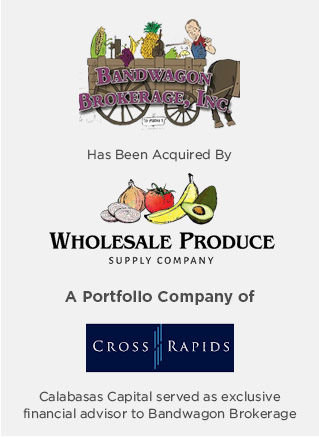 BANDWAGON
BROKERAGE, INC.
Has Been Acquired By
WHOLESALE PRODUCE
SUPPLY COMPANY
A Portfolio Company of
CROSS RAPIDS
Calabasas Capital served as exclusive
financial advisor to Bandwagon Brokerage